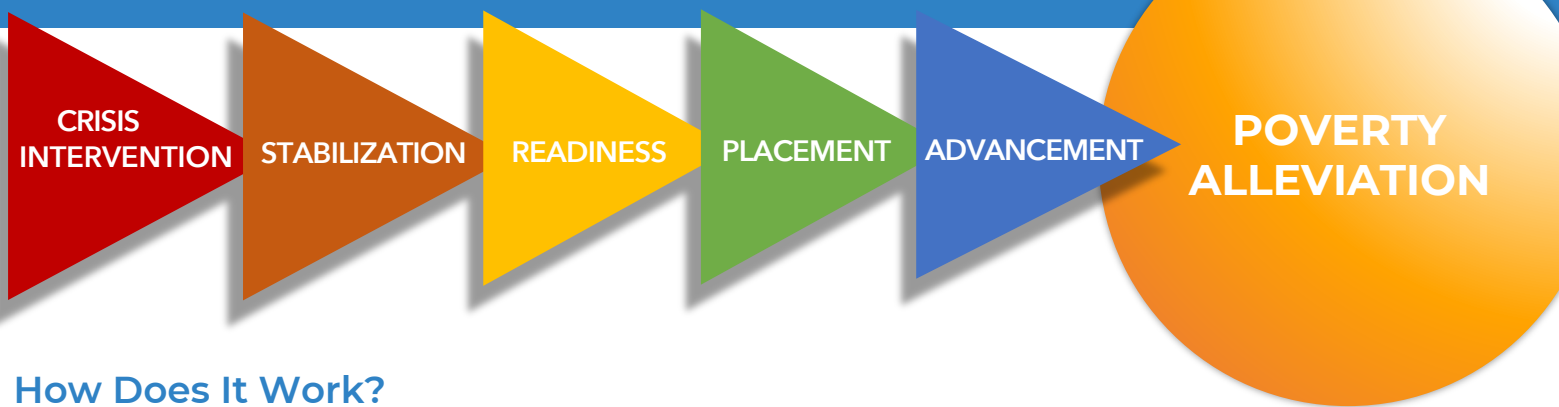 CRISIS
INTERVENTION
STABILIZATION
READINESS
PLACEMENT
ADVANCEMENT
POVERTY
ALLEVIATION
How Does It Work?